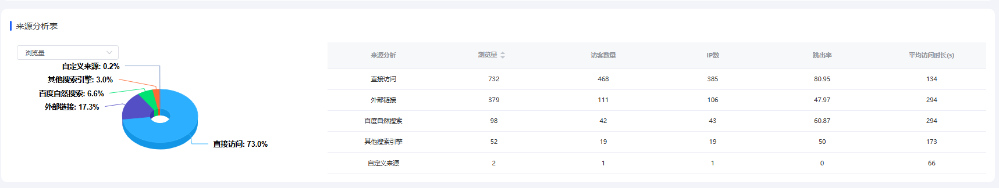 来源分析表
浏览量
自定义来源: 0.2%
其他搜索引擎: 3.0%
百度自然搜索: 6.6%
外部链接: 17.3%
直接访问: 73.0%
来源分析 浏览量 访客数量 IP数 跳出率 平均访问时长(s)
直接访问 732 468 385 80.95 134
外部链接 379 111 106 47.97 294
百度自然搜索 98 42 43 60.87 294
其他搜索引擎 52 19 19 50 173
自定义来源 2 1 1 0 66